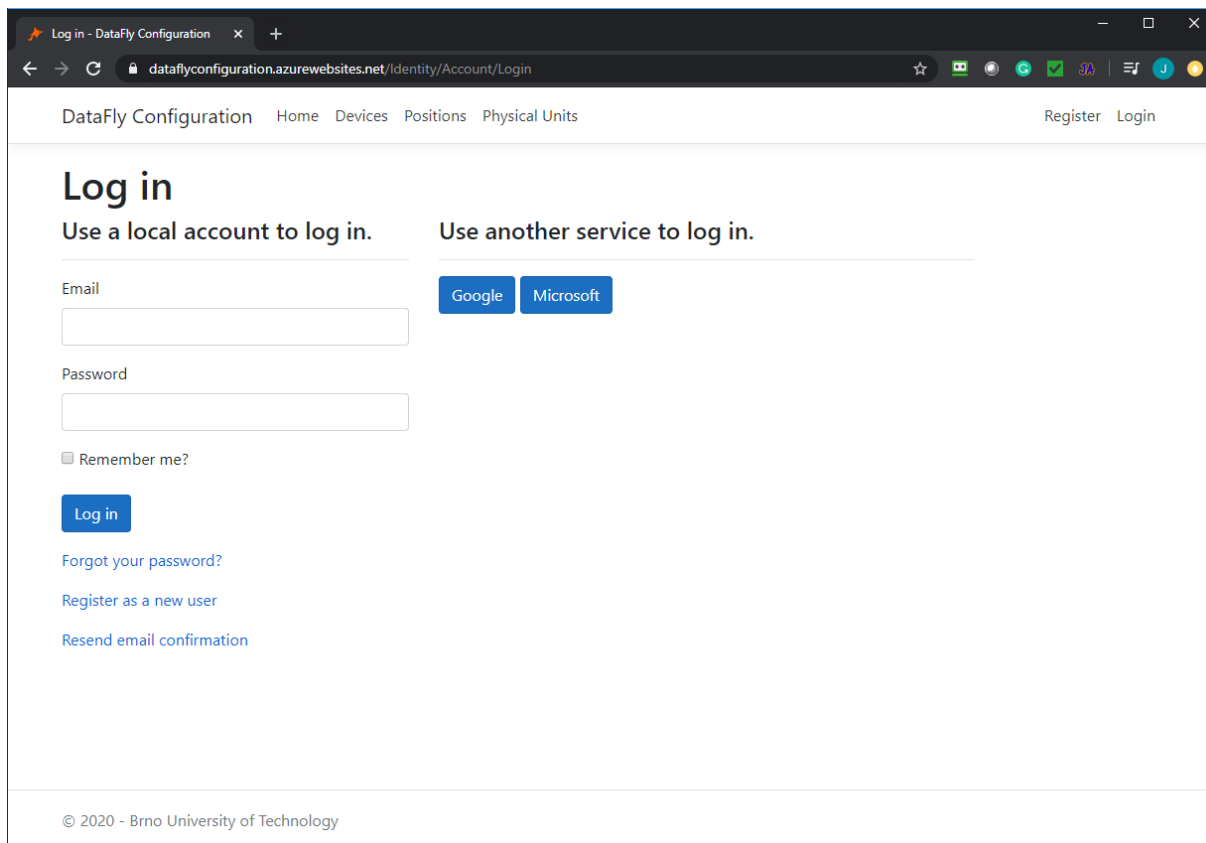 Log in - DataFly Configuration
dataflyconfiguration.azurewebsites.net/Identity/Account/Login
DataFly Configuration Home Devices Positions Physical Units Register Login
Log in
Use a local account to log in.
Use another service to log in.
Email
Google Microsoft
Password
Remember me?
Log in
Forgot your password?
Register as a new user
Resend email confirmation
© 2020 - Brno University of Technology